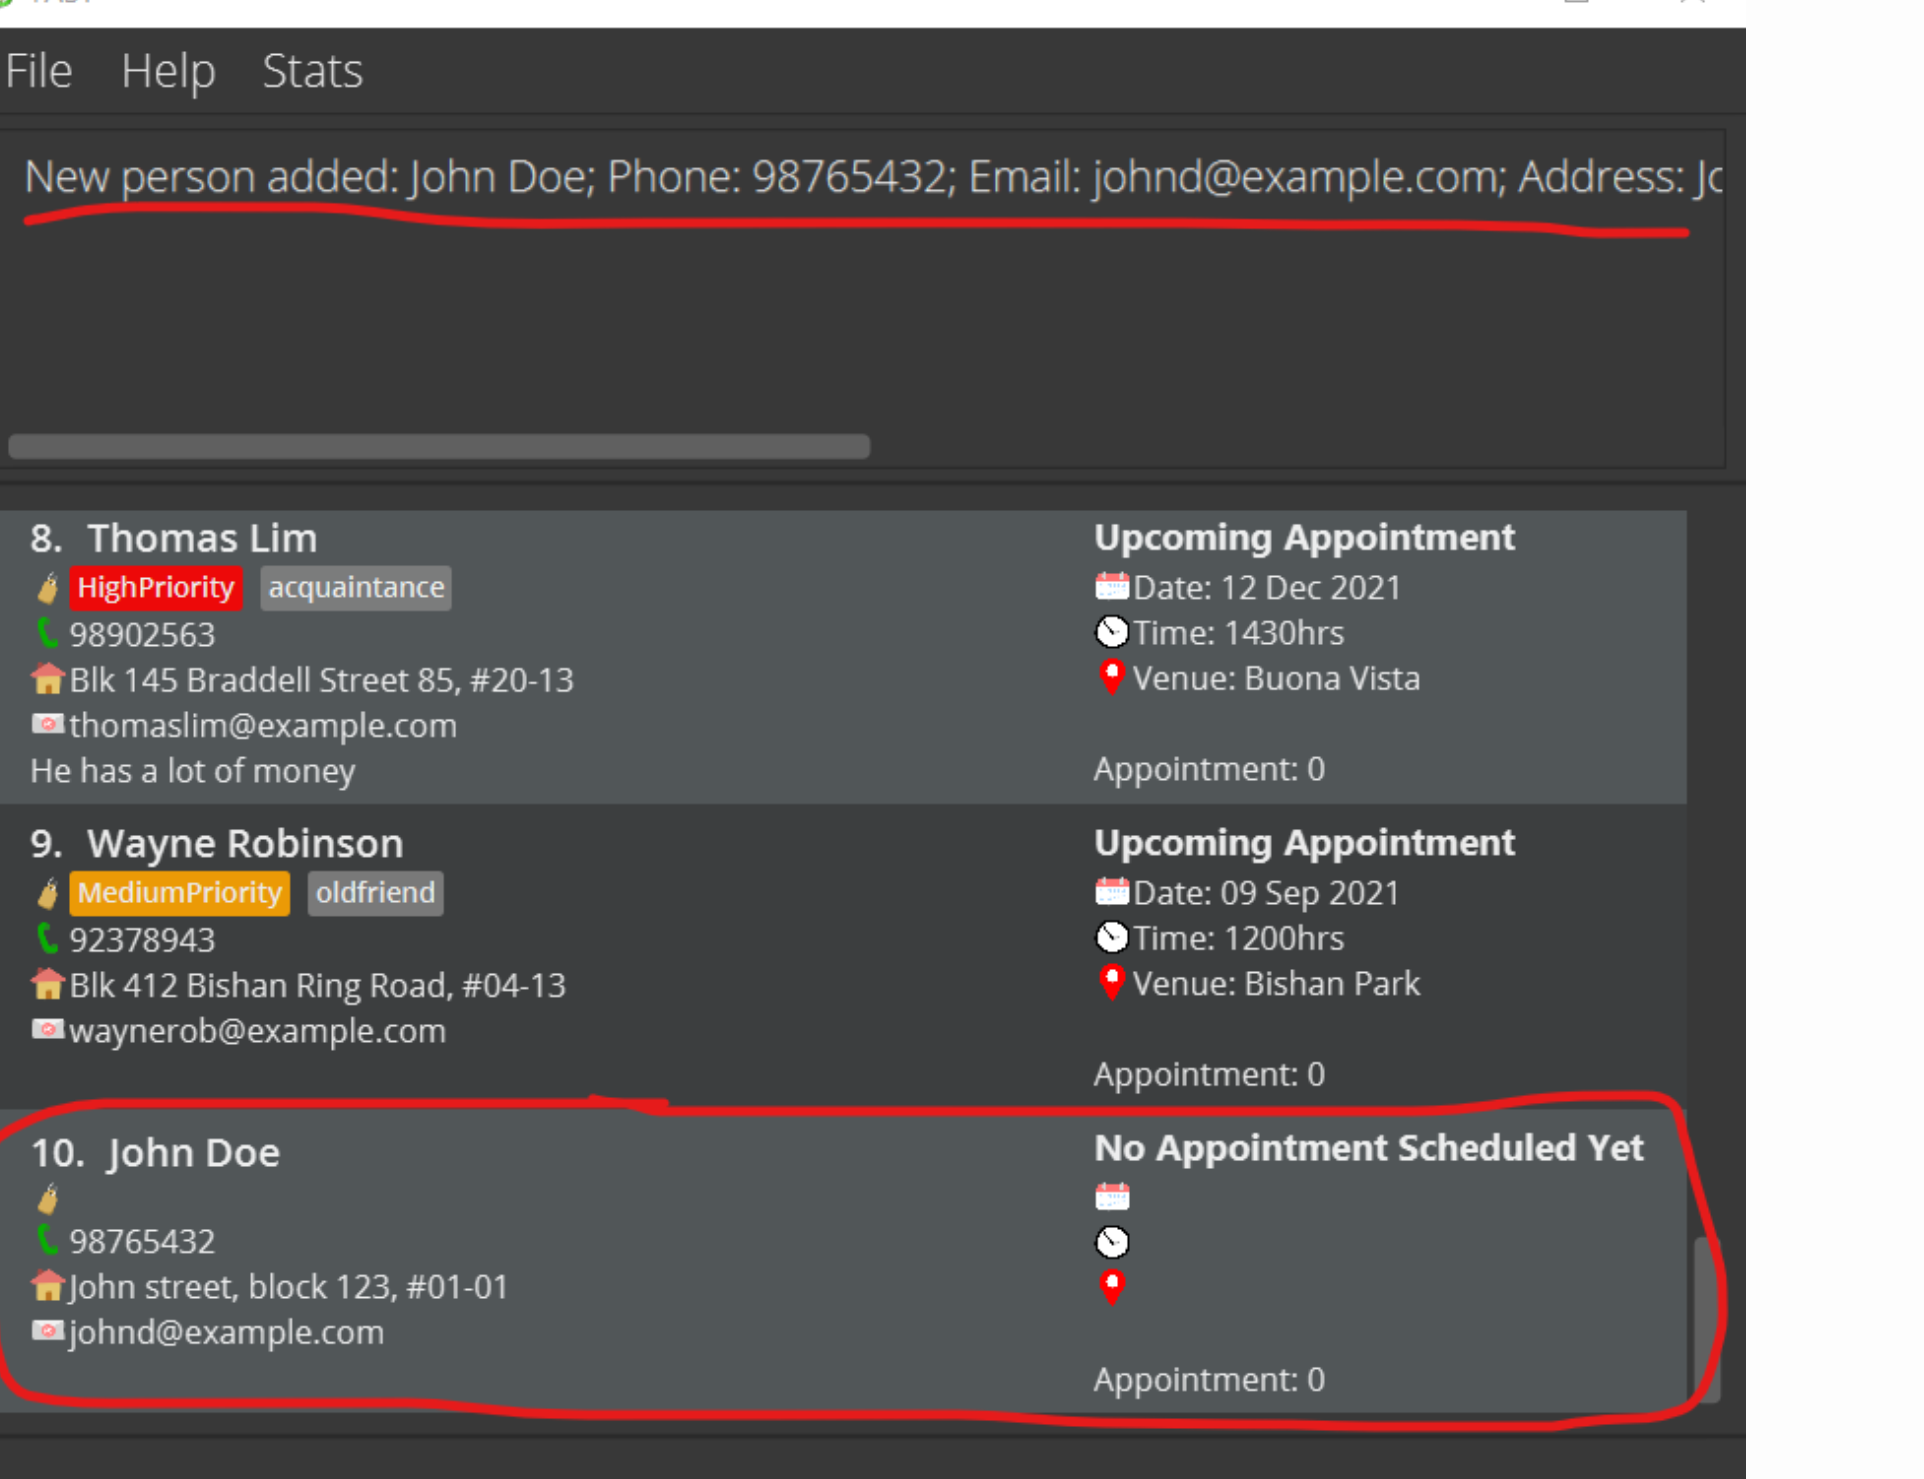 File Help Stats
New person added: John Doe; Phone: 98765432; Email: johnd@example.com; Address: Jo
8. Thomas Lim
HighPriority acquaintance
98902563
Blk 145 Braddell Street 85, #20-13
thomaslim@example.com
He has a lot of money
Upcoming Appointment
Date: 12 Dec 2021
Time: 1430hrs
Venue: Buona Vista
Appointment: 0
9. Wayne Robinson
MediumPriority oldfriend
92378943
Blk 412 Bishan Ring Road, #04-13
waynerob@example.com
Upcoming Appointment
Date: 09 Sep 2021
Time: 1200hrs
Venue: Bishan Park
Appointment: 0
10. John Doe
98765432
John street, block 123, #01-01
johnd@example.com
No Appointment Scheduled Yet
Appointment: 0